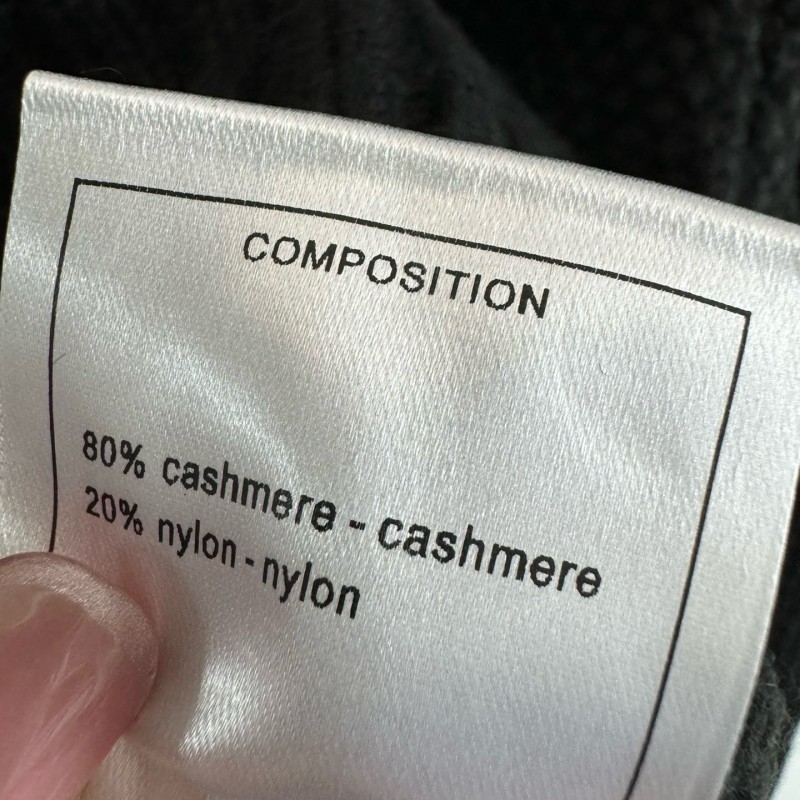 COMPOSITION
80% cashmere - cashmere
20% nylon - nylon